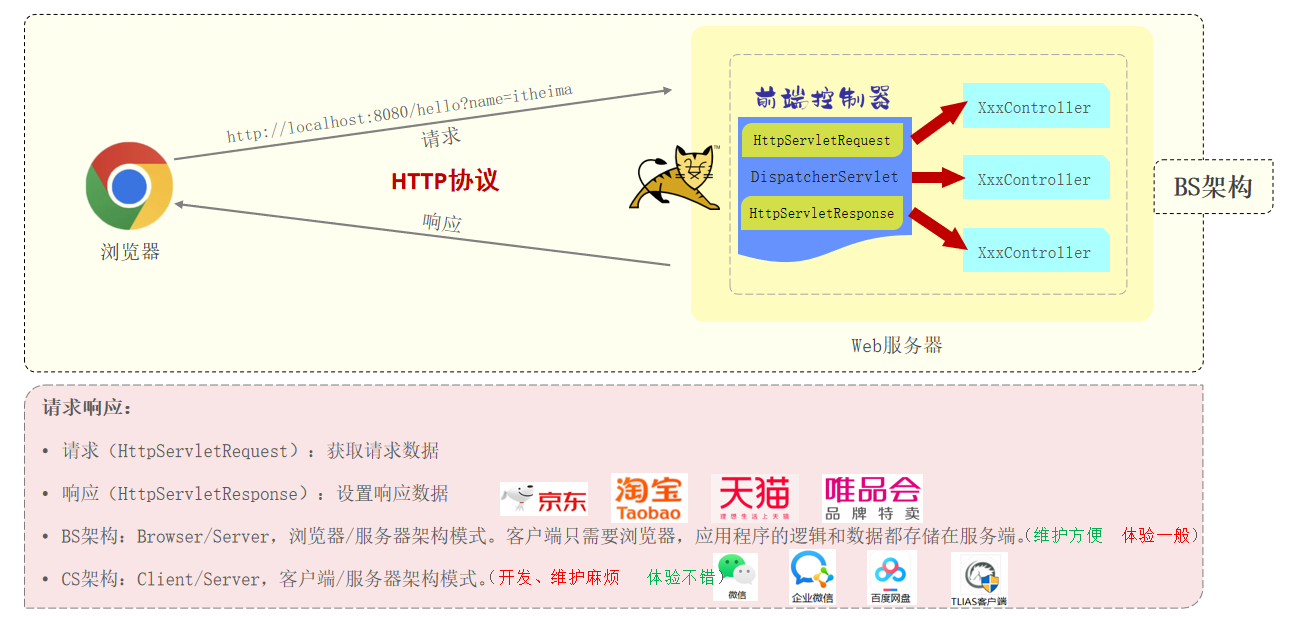 http://localhost:8080/hello?name=itheima
请求
HTTP协议
响应
浏览器
前端控制器
HttpServletRequest
DispatcherServlet
HttpServletResponse
XxxController
XxxController
XxxController
BS架构
Web服务器
请求响应：
• 请求（HttpServletRequest）：获取请求数据
• 响应（HttpServletResponse）：设置响应数据
京东
淘宝
Taobao
天猫
理想生活上天猫
唯品会
品牌特卖
• BS架构：Browser/Server，浏览器/服务器架构模式。客户端只需要浏览器，应用程序的逻辑和数据都存储在服务端。（维护方便 体验一般）
• CS架构：Client/Server，客户端/服务器架构模式。（开发、维护麻烦 体验不错）
微信
企业微信
百度网盘
TLIAS客户端